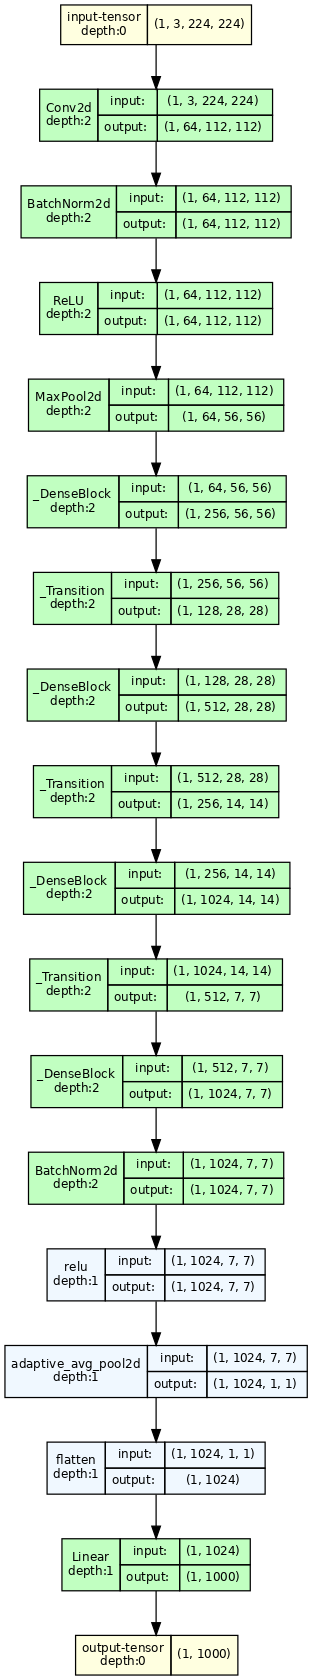 input-tensor
depth:0
(1, 3, 224, 224)
Conv2d
depth:2
input:
(1, 3, 224, 224)
output:
(1, 64, 112, 112)
BatchNorm2d
depth:2
input:
(1, 64, 112, 112)
output:
(1, 64, 112, 112)
ReLU
depth:2
input:
(1, 64, 112, 112)
output:
(1, 64, 112, 112)
MaxPool2d
depth:2
input:
(1, 64, 112, 112)
output:
(1, 64, 56, 56)
_DenseBlock
depth:2
input:
(1, 64, 56, 56)
output:
(1, 256, 56, 56)
_Transition
depth:2
input:
(1, 256, 56, 56)
output:
(1, 128, 28, 28)
_DenseBlock
depth:2
input:
(1, 128, 28, 28)
output:
(1, 512, 28, 28)
_Transition
depth:2
input:
(1, 512, 28, 28)
output:
(1, 256, 14, 14)
_DenseBlock
depth:2
input:
(1, 256, 14, 14)
output:
(1, 1024, 14, 14)
_Transition
depth:2
input:
(1, 1024, 14, 14)
output:
(1, 512, 7, 7)
_DenseBlock
depth:2
input:
(1, 512, 7, 7)
output:
(1, 1024, 7, 7)
BatchNorm2d
depth:2
input:
(1, 1024, 7, 7)
output:
(1, 1024, 7, 7)
relu
depth:1
input:
(1, 1024, 7, 7)
output:
(1, 1024, 7, 7)
adaptive_avg_pool2d
depth:1
input:
(1, 1024, 7, 7)
output:
(1, 1024, 1, 1)
flatten
depth:1
input:
(1, 1024, 1, 1)
output:
(1, 1024)
Linear
depth:1
input:
(1, 1024)
output:
(1, 1000)
output-tensor
depth:0
(1, 1000)